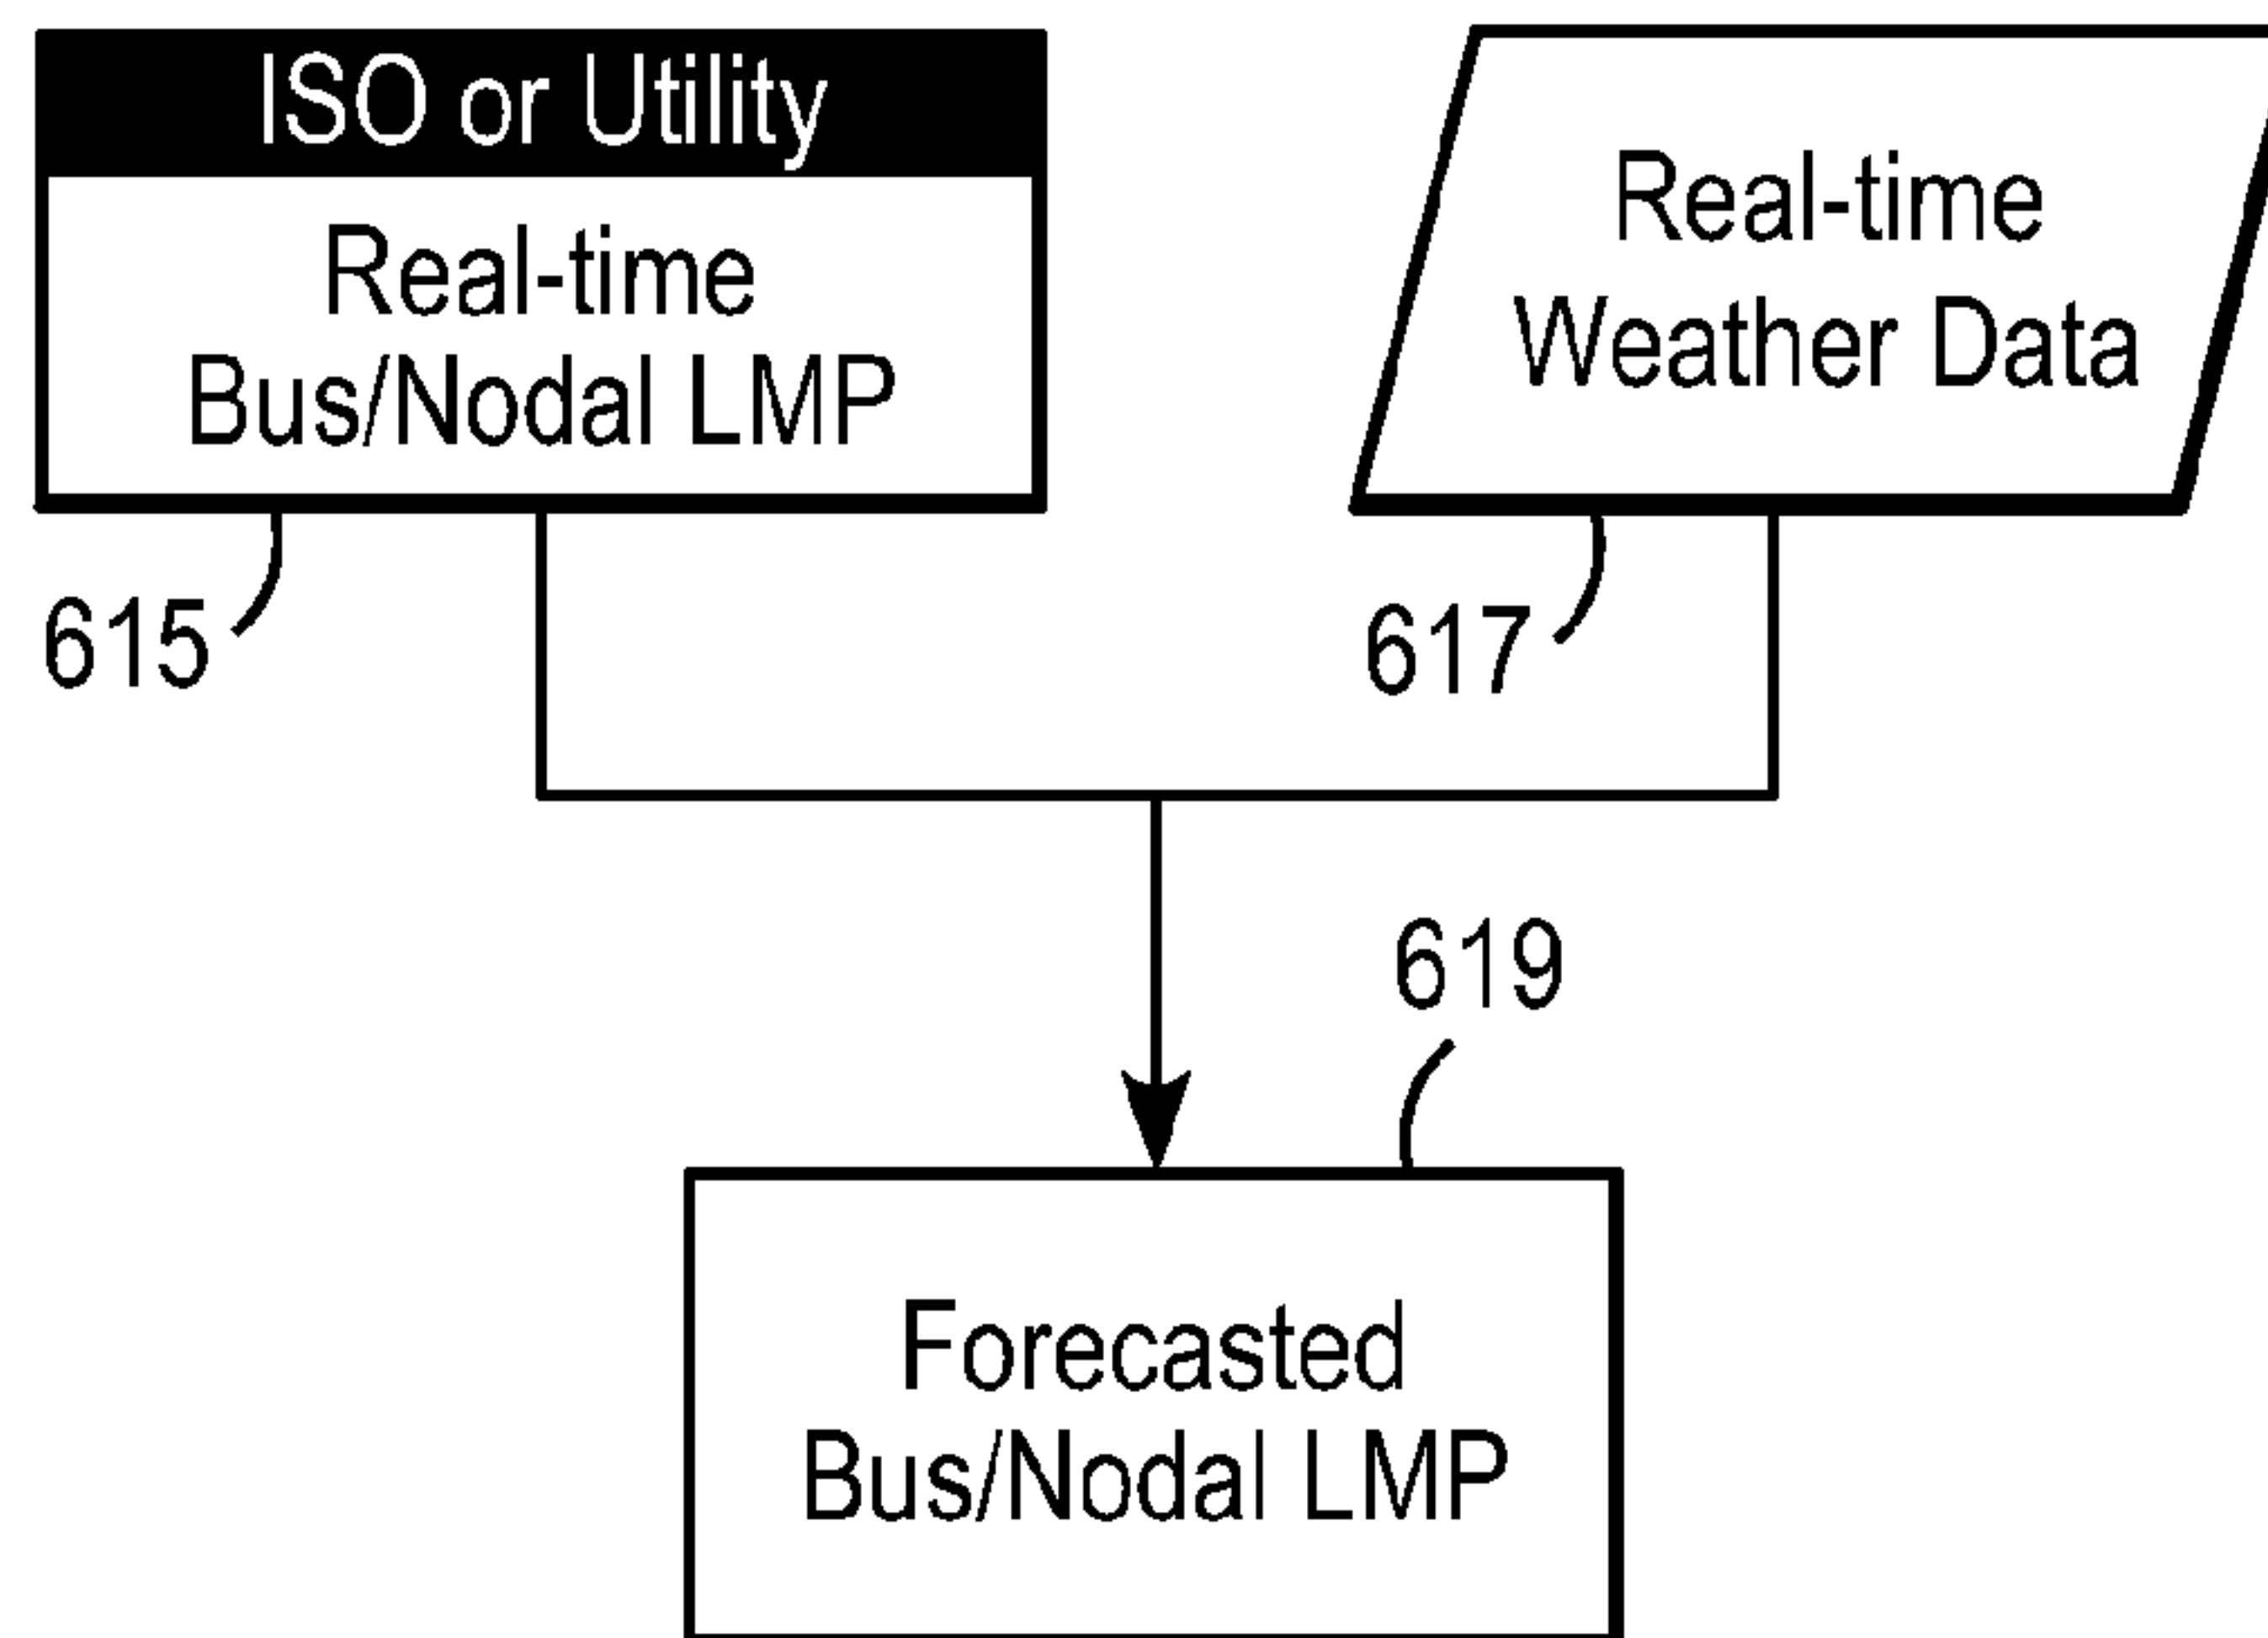 ISO or Utility
Real-time
Bus/Nodal LMP
615
Real-time
Weather Data
617
619
Forecasted
Bus/Nodal LMP